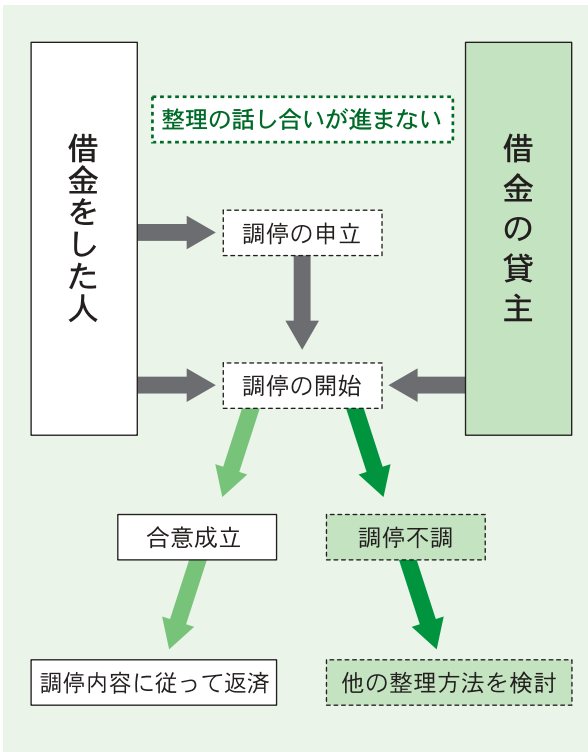 整理の話し合いが進まない
借金をした人
借金の貸主
調停の申立
調停の開始
合意成立
調停不調
調停内容に従って返済
他の整理方法を検討